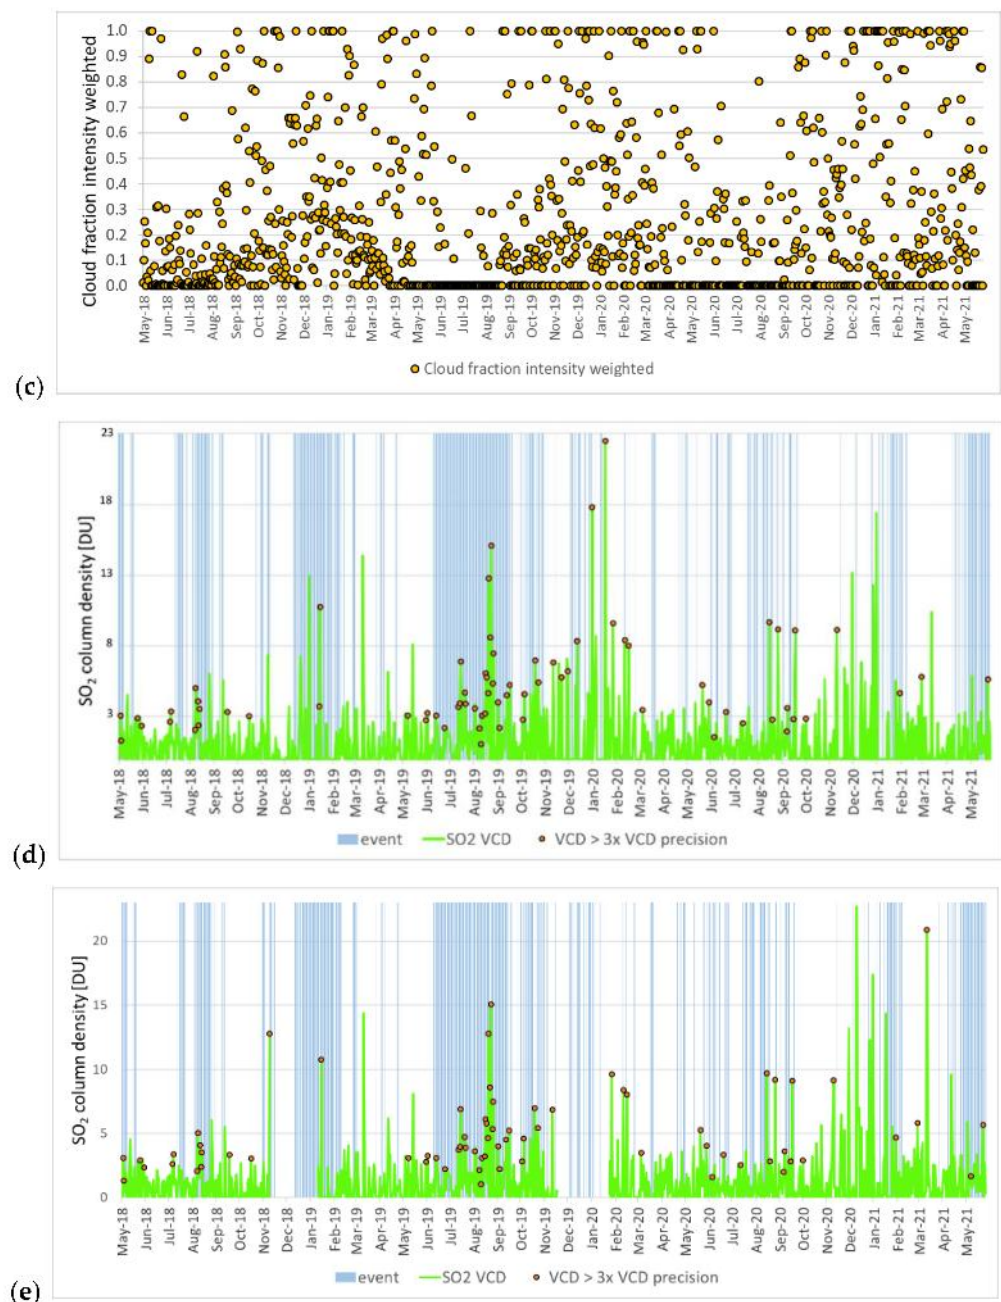 1.0
0.9
0.8
0.7
0.6
0.5
0.4
0.3
0.2
0.1
0.0
Cloud fraction intensity weighted
May-18 Jun-18 Jul-18 Aug-18 Sep-18 Oct-18 Nov-18 Dec-18 Jan-19 Feb-19 Mar-19 Apr-19 May-19 Jun-19 Jul-19 Aug-19 Sep-19 Oct-19 Nov-19 Dec-19 Jan-20 Feb-20 Mar-20 Apr-20 May-20 Jun-20 Jul-20 Aug-20 Sep-20 Oct-20 Nov-20 Dec-20 Jan-21 Feb-21 Mar-21 Apr-21 May-21
Cloud fraction intensity weighted
(c)
23
18
13
8
3
SO2 column density [DU]
May-18 Jun-18 Jul-18 Aug-18 Sep-18 Oct-18 Nov-18 Dec-18 Jan-19 Feb-19 Mar-19 Apr-19 May-19 Jun-19 Jul-19 Aug-19 Sep-19 Oct-19 Nov-19 Dec-19 Jan-20 Feb-20 Mar-20 Apr-20 May-20 Jun-20 Jul-20 Aug-20 Sep-20 Oct-20 Nov-20 Dec-20 Jan-21 Feb-21 Mar-21 Apr-21 May-21
event SO2 VCD VCD > 3x VCD precision
(d)
20
15
10
5
0
SO2 column density [DU]
May-18 Jun-18 Jul-18 Aug-18 Sep-18 Oct-18 Nov-18 Dec-18 Jan-19 Feb-19 Mar-19 Apr-19 May-19 Jun-19 Jul-19 Aug-19 Sep-19 Oct-19 Nov-19 Dec-19 Jan-20 Feb-20 Mar-20 Apr-20 May-20 Jun-20 Jul-20 Aug-20 Sep-20 Oct-20 Nov-20 Dec-20 Jan-21 Feb-21 Mar-21 Apr-21 May-21
event SO2 VCD VCD > 3x VCD precision
(e)